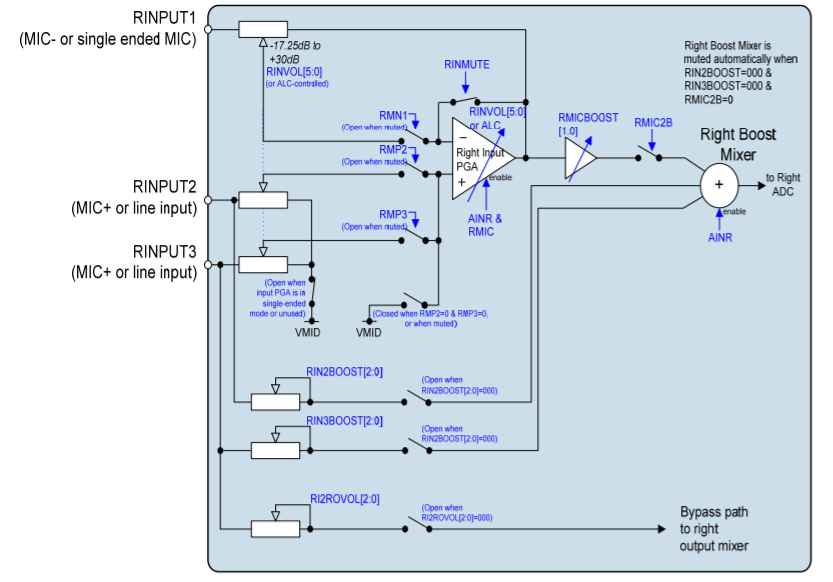 RINPUT1
(MIC- or single ended MIC)
-17.25dB to
+30dB
RINVOL[5:0]
(or ALC-controlled)
RINMUTE
Right Boost Mixer is
muted automatically when
RIN2BOOST=000 &
RIN3BOOST=000 &
RMIC2B=0
RMN1
(Open when muted)
RINVOL[5:0]
or ALC
RMICBOOST
[1.0]
RMIC2B
Right Boost
Mixer
RMP2
(Open when muted)
−
Right Input
PGA
+
enable
+
to Right
ADC
enable
RINPUT2
(MIC+ or line input)
RMP3
(Open when muted)
AINR &
RMIC
AINR
RINPUT3
(MIC+ or line input)
(Open when
input PGA is in
single-ended
mode or unused)
VMID
VMID
(Closed when RMP2=0 & RMP3=0,
or when muted)
RIN2BOOST[2:0]
(Open when
RIN2BOOST[2:0]=000)
RIN3BOOST[2:0]
(Open when
RIN2BOOST[2:0]=000)
RI2ROVOL[2:0]
(Open when
RI2ROVOL[2:0]=000)
Bypass path
to right
output mixer